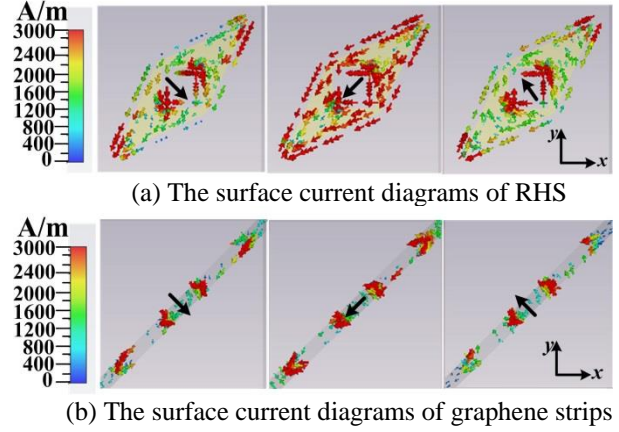 A/m
3000
2400
2000
1600
1200
800
400
0
y
x
(a) The surface current diagrams of RHS
A/m
3000
2400
2000
1600
1200
800
400
0
y
x
(b) The surface current diagrams of graphene strips